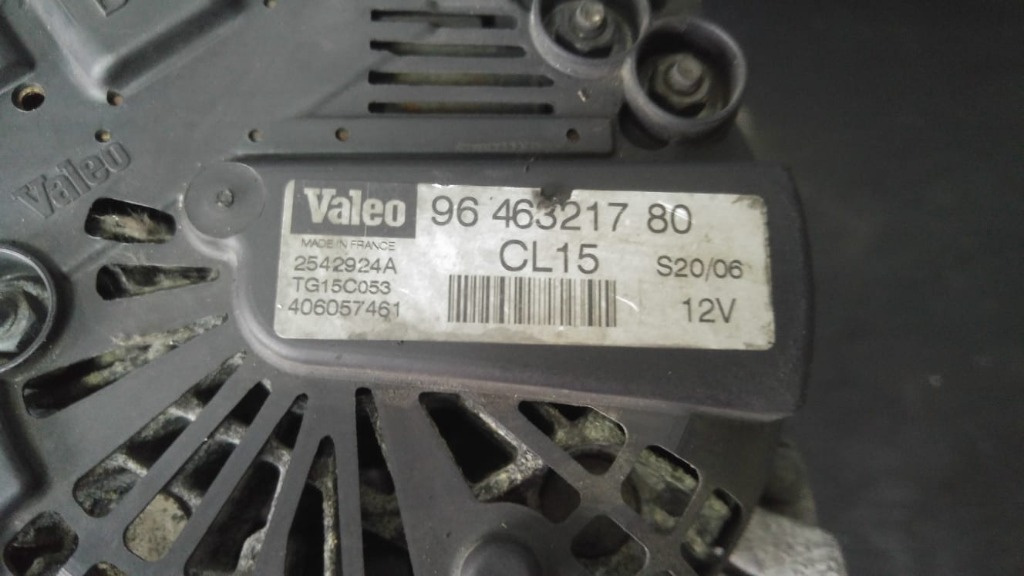 Valeo
Valeo 96 463217 80
MADE IN FRANCE
CL15
2542924A
S20/06
TG15C053
406057461
12V